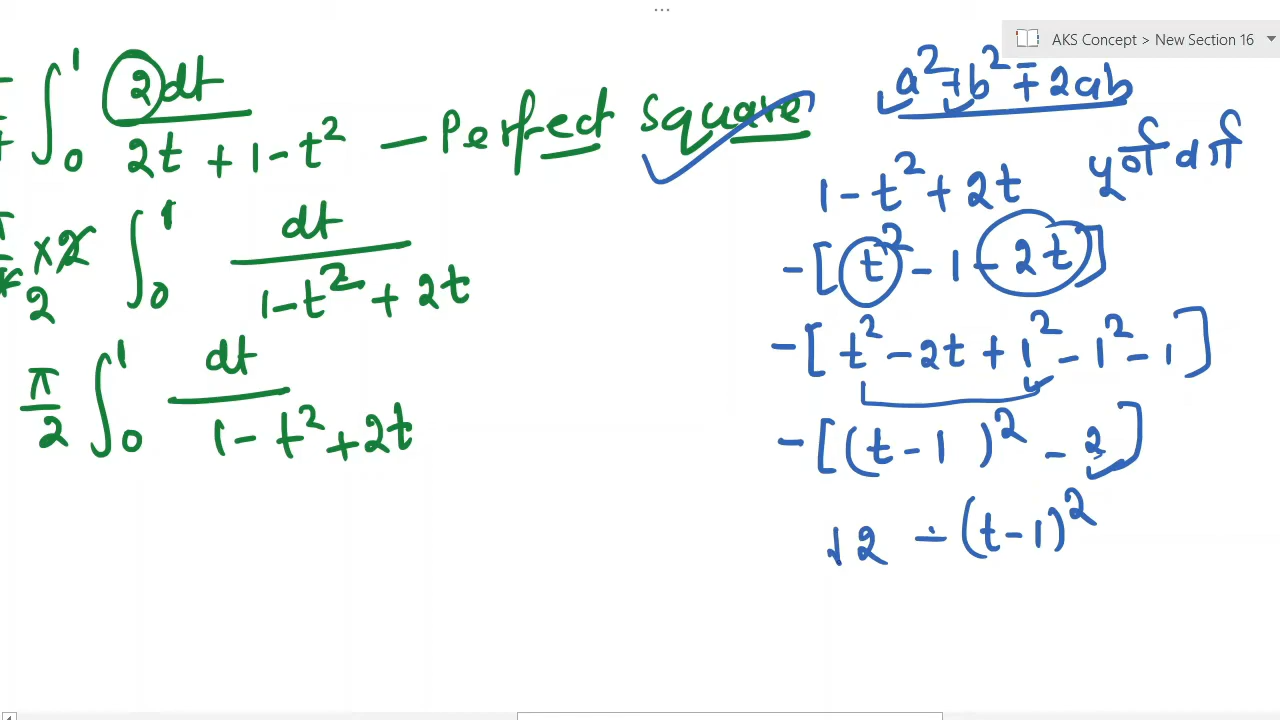 AKS Concept > New Section 16
∫₀¹ 2dt / 2t + 1 - t² — Perfect Square
a² + b² ∓ 2ab
1 - t² + 2t
×2 / 2 ∫₀¹ dt / 1 - t² + 2t
-[t² - 1 - 2t]
π/2 ∫₀¹ dt / 1 - t² + 2t
-[t² - 2t + 1² - 1² - 1]
-[(t - 1)² - 2]
2 - (t - 1)²